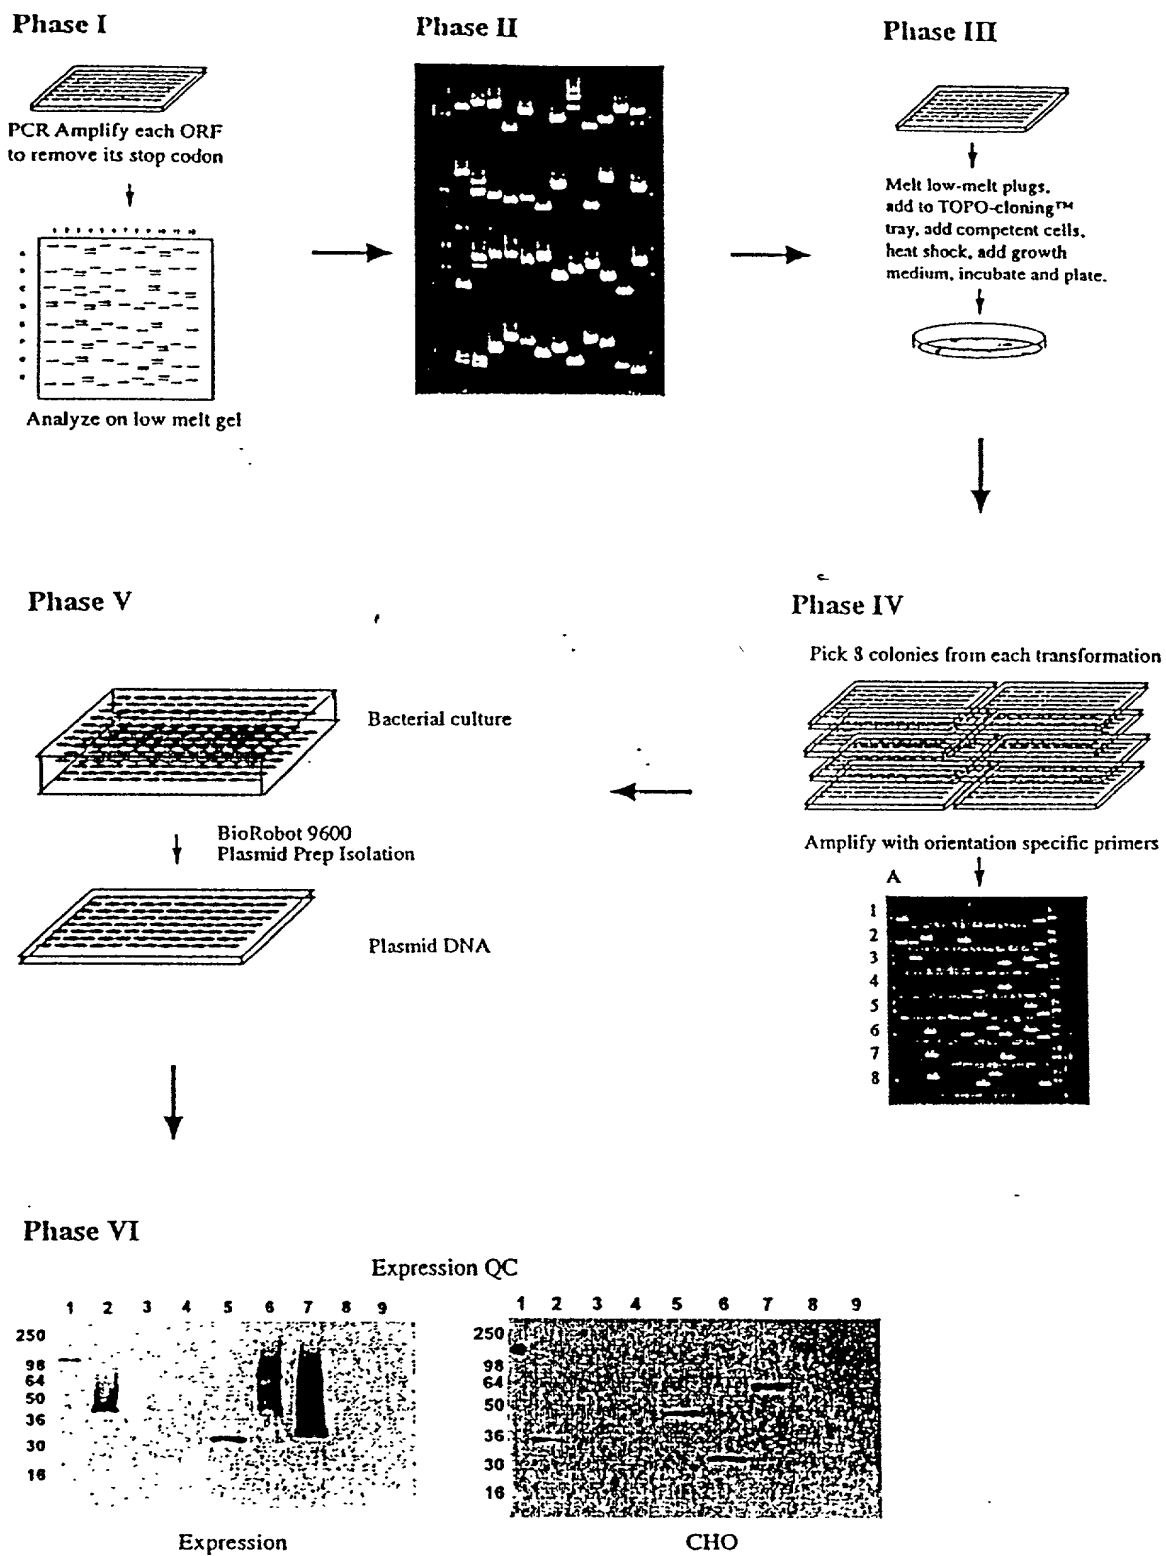 Phase I
PCR Amplify each ORF
to remove its stop codon
Analyze on low melt gel
Phase II
Phase III
Melt low-melt plugs,
add to TOPO-cloning™
tray, add competent cells,
heat shock, add growth
medium, incubate and plate.
Phase IV
Pick 8 colonies from each transformation
Amplify with orientation specific primers
A
1
2
3
4
5
6
7
8
Phase V
Bacterial culture
BioRobot 9600
Plasmid Prep Isolation
Plasmid DNA
Phase VI
Expression QC
1 2 3 4 5 6 7 8 9
250
98
64
50
36
30
16
Expression
1 2 3 4 5 6 7 8 9
250
98
64
50
36
30
16
CHO